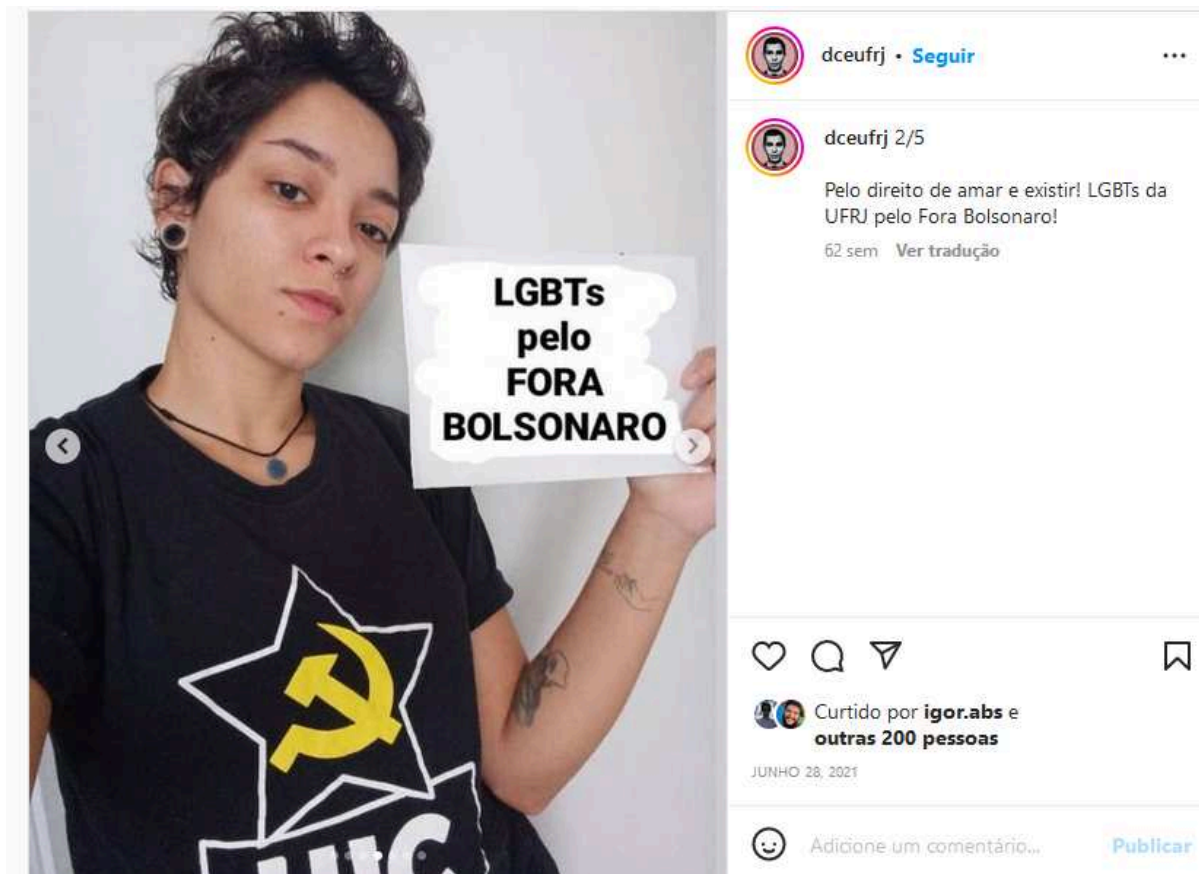 dceufrj • Seguir
LGBTs
pelo
FORA
BOLSONARO
dceufrj 2/5
Pelo direito de amar e existir! LGBTs da
UFRJ pelo Fora Bolsonaro!
62 sem Ver tradução
Curtido por igor.abs e
outras 200 pessoas
JUNHO 28, 2021
Adicione um comentário... Publicar